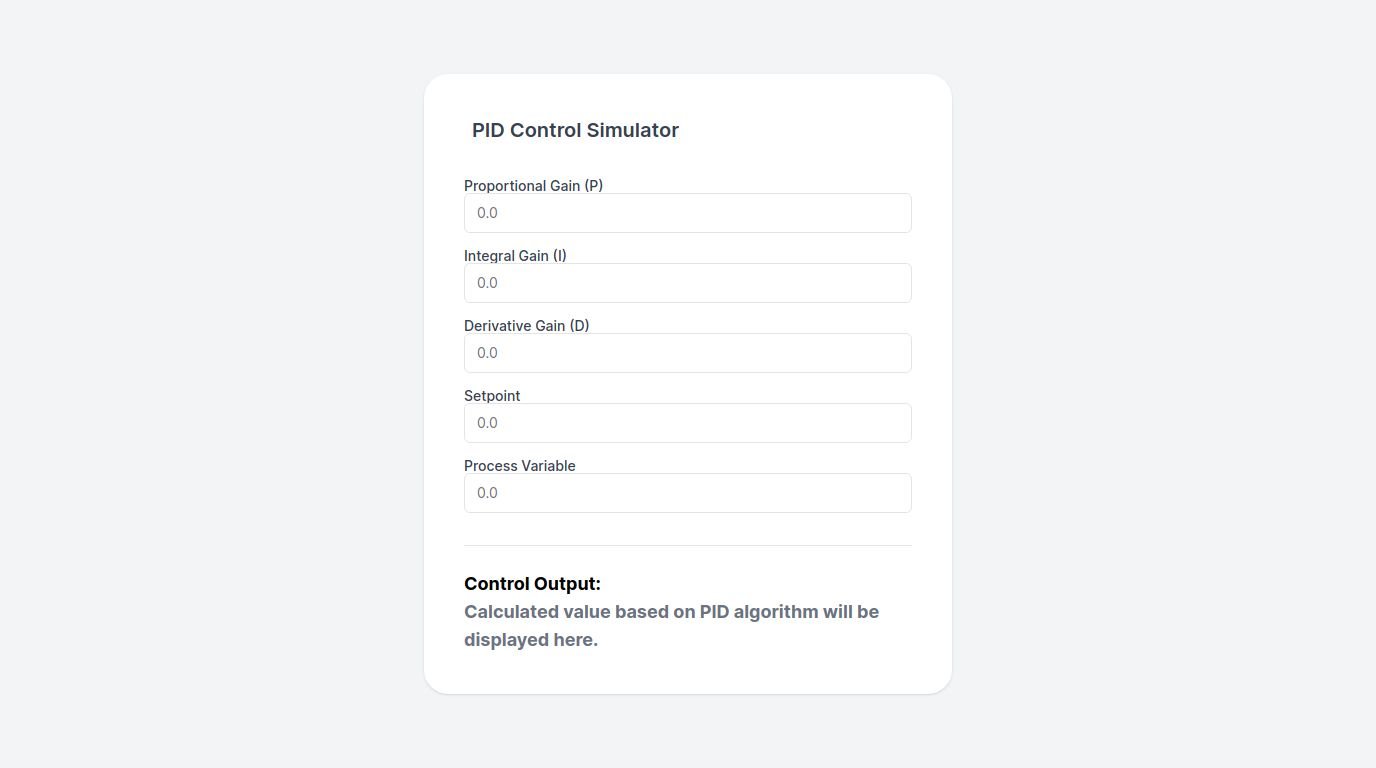 PID Control Simulator
Proportional Gain (P)
0.0
Integral Gain (I)
0.0
Derivative Gain (D)
0.0
Setpoint
0.0
Process Variable
0.0
Control Output:
Calculated value based on PID algorithm will be
displayed here.